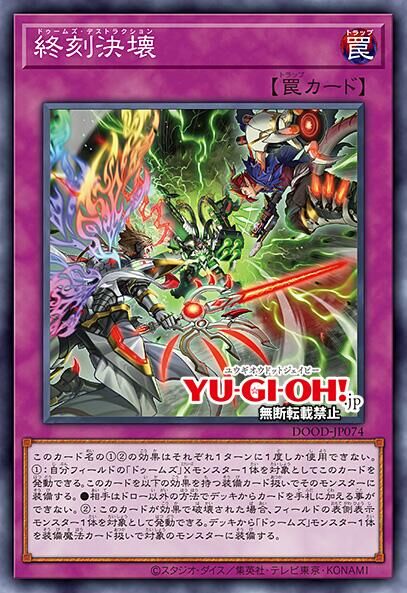 ドゥームズ・デストラクション
終刻決壊
トラップ
罠
トラップ
【罠カード】
ユウギオウドットジェイピー
YU-GI-OH!.jp
無断転載禁止
DOOD-JP074
このカード名の①②の効果はそれぞれ1ターンに1度しか使用できない。
①:自分フィールドの「ドゥームズ」Xモンスター1体を対象としてこのカードを
発動できる。このカードを以下の効果を持つ装備カード扱いでそのモンスター
に装備する。●相手はドロー以外の方法でデッキからカードを手札に加える事が
できない。②:このカードが効果で破壊された場合、フィールドの表側表示
モンスター1体を対象として発動できる。デッキから「ドゥームズ」モンスター1体
を装備魔法カード扱いで対象のモンスターに装備する。
©スタジオ・ダイス／集英社・テレビ東京・KONAMI